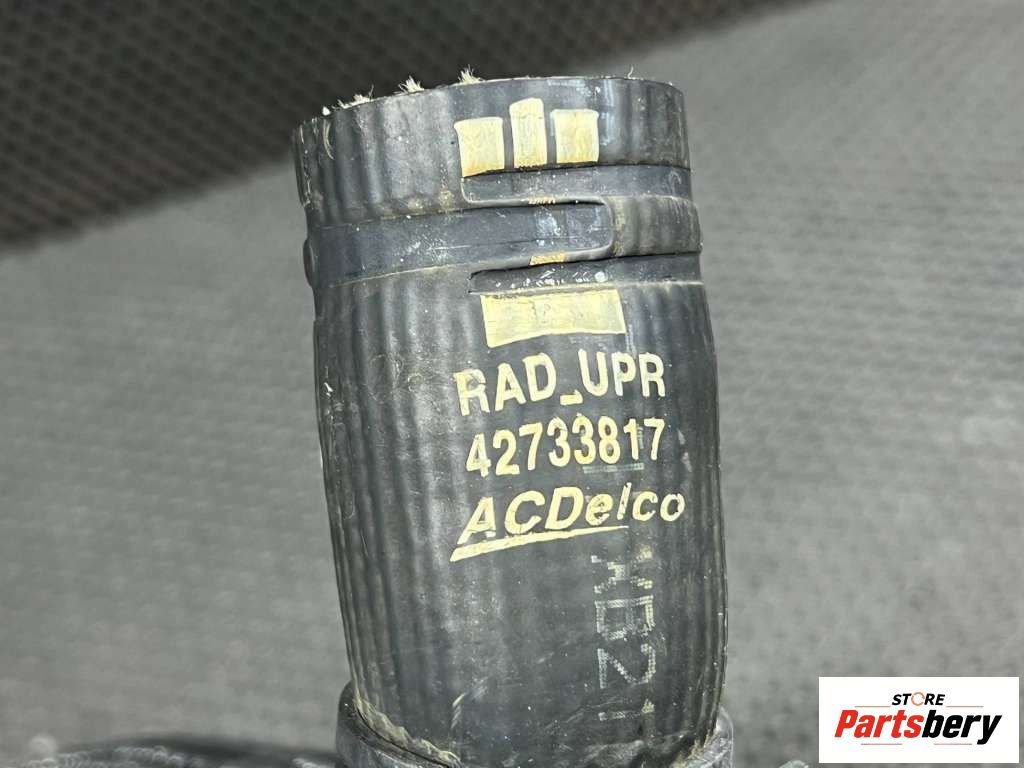 RAD_UPR
42733817
ACDelco
STORE
Partsbery